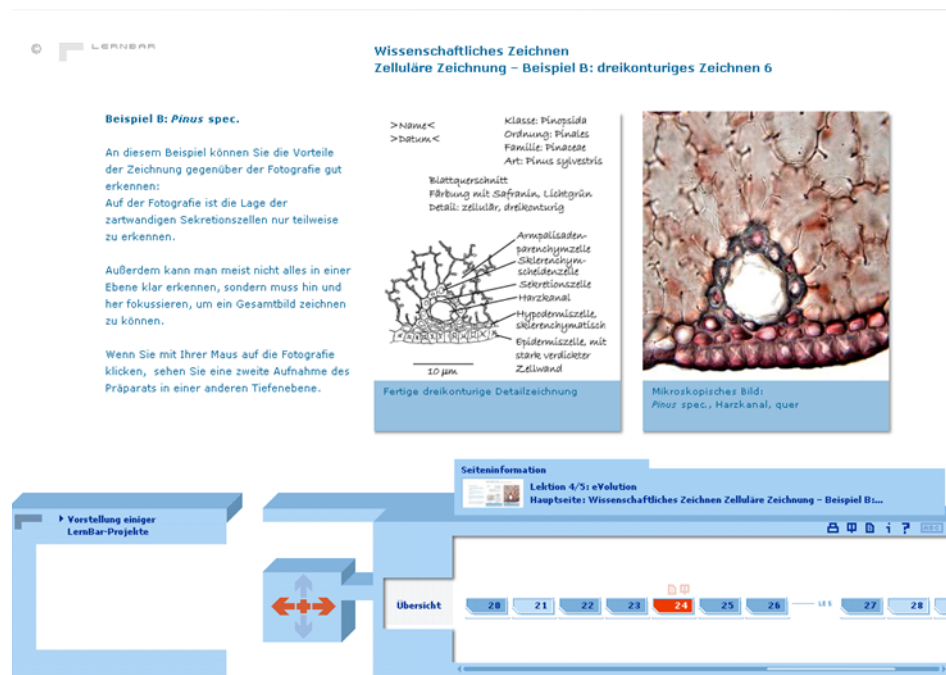 LERNBAR
Wissenschaftliches Zeichnen
Zelluläre Zeichnung – Beispiel B: dreikonturiges Zeichnen 6
Beispiel B: Pinus spec.
An diesem Beispiel können Sie die Vorteile
der Zeichnung gegenüber der Fotografie gut
erkennen:
Auf der Fotografie ist die Lage der
zartwandigen Sekretionszellen nur teilweise
zu erkennen.
Außerdem kann man meist nicht alles in einer
Ebene klar erkennen, sondern muss hin und
her fokussieren, um ein Gesamtbild zeichnen
zu können.
Wenn Sie mit Ihrer Maus auf die Fotografie
klicken, sehen Sie eine zweite Aufnahme des
Präparats in einer anderen Tiefenebene.
>Name<
>Datum<
Klasse: Pinopsida
Ordnung: Pinales
Familie: Pinaceae
Art: Pinus sylvestris
Blattquerschnitt
Färbung mit Safranin, Lichtgrün
Detail: zellulär, dreikonturig
Armpalisaden-
parenchymzelle
Sklerenchym-
scheidenzelle
Sekretionszelle
Harzkanal
Hypodermiszelle,
sklerenchymatisch
Epidermiszelle, mit
stark verdickter
Zellwand
10 µm
Fertige dreikonturige Detailzeichnung
Mikroskopisches Bild:
Pinus spec., Harzkanal, quer
Seiteninformation
Lektion 4/5: eVolution
Hauptseite: Wissenschaftliches Zeichnen Zelluläre Zeichnung – Beispiel B:...
Vorstellung einiger
LernBar-Projekte
i ? ABC
Übersicht
20 21 22 23 24 25 26 LE 5 27 28